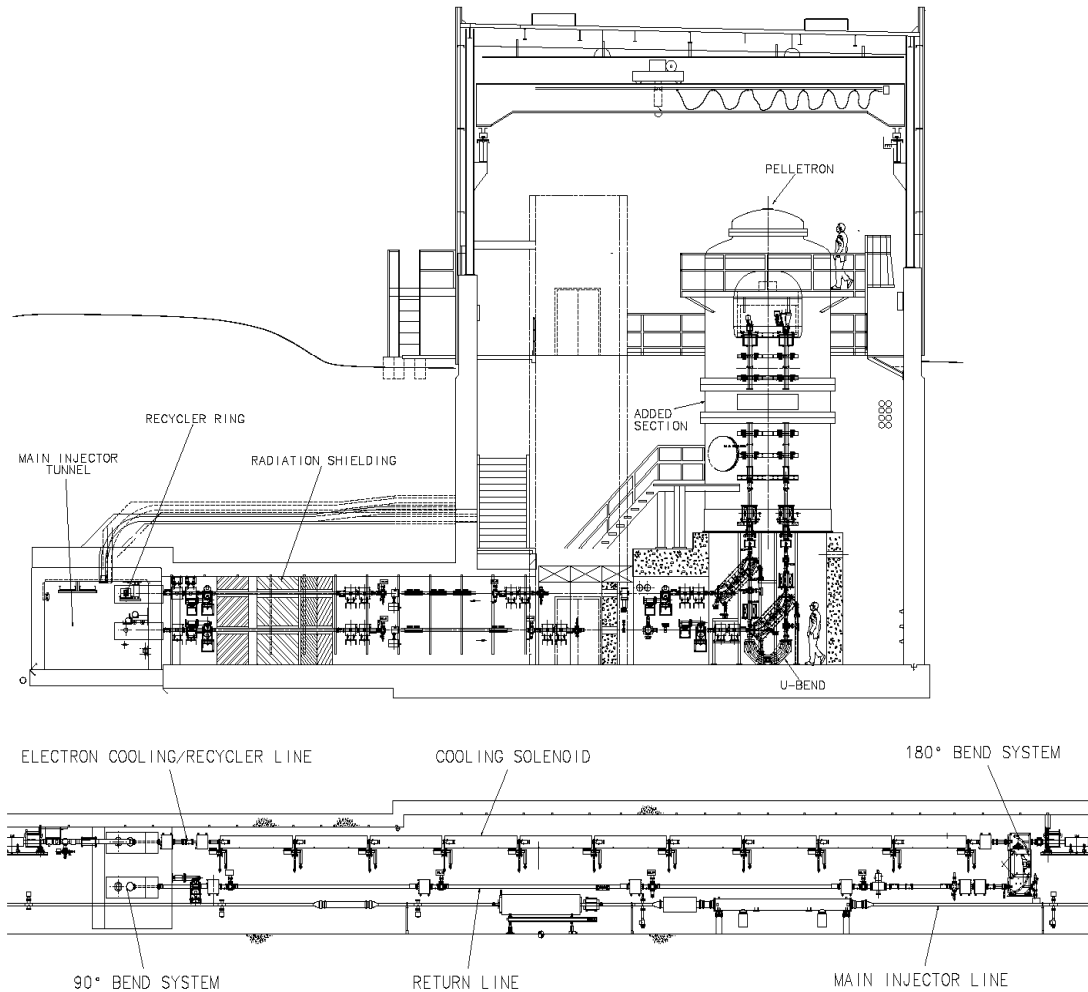 PELLETRON
ADDED
SECTION
RECYCLER RING
MAIN INJECTOR
TUNNEL
RADIATION SHIELDING
U-BEND
ELECTRON COOLING/RECYCLER LINE
COOLING SOLENOID
180° BEND SYSTEM
90° BEND SYSTEM
RETURN LINE
MAIN INJECTOR LINE